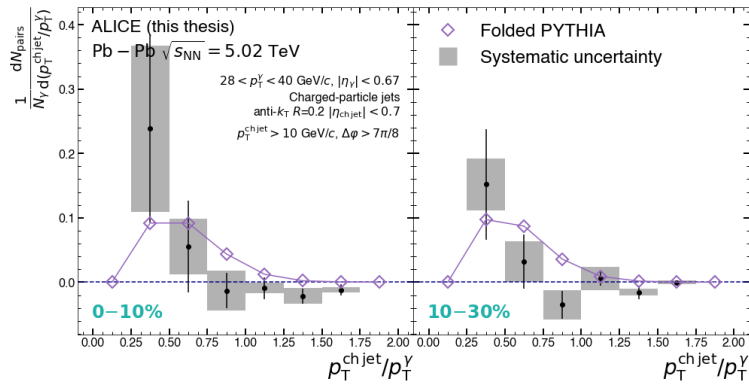 ALICE (this thesis)
Pb − Pb √sNN = 5.02 TeV
28 < pTγ < 40 GeV/c, |ηγ| < 0.67
Charged-particle jets
anti-kT R=0.2 |ηch jet| < 0.7
pTch jet > 10 GeV/c, Δφ > 7π/8
Folded PYTHIA
Systematic uncertainty
1/Nγ dNpairs/d(pTch jet/pTγ)
0.4
0.3
0.2
0.1
0.0
0−10%
10−30%
0.00 0.25 0.50 0.75 1.00 1.25 1.50 1.75 2.00
0.00 0.25 0.50 0.75 1.00 1.25 1.50 1.75 2.00
pTch jet/pTγ
pTch jet/pTγ